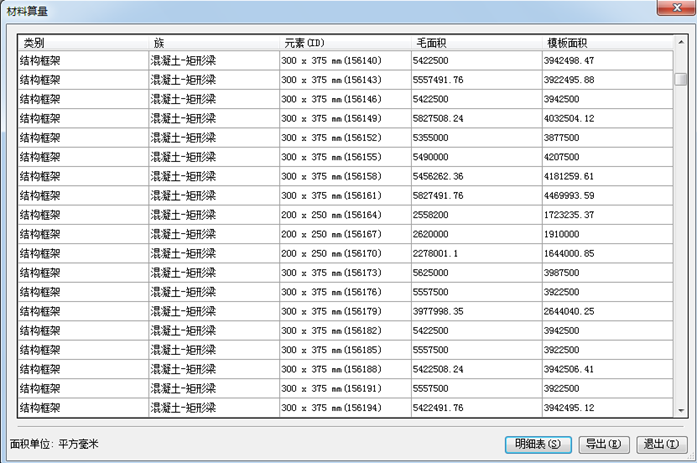 材料算量
类别 族 元素(ID) 毛面积 模板面积
结构框架 混凝土-矩形梁 300 x 375 mm(156140) 5422500 3942498.47
结构框架 混凝土-矩形梁 300 x 375 mm(156143) 5557491.76 3922495.88
结构框架 混凝土-矩形梁 300 x 375 mm(156146) 5422500 3942500
结构框架 混凝土-矩形梁 300 x 375 mm(156149) 5827508.24 4032504.12
结构框架 混凝土-矩形梁 300 x 375 mm(156152) 5355000 3877500
结构框架 混凝土-矩形梁 300 x 375 mm(156155) 5490000 4207500
结构框架 混凝土-矩形梁 300 x 375 mm(156158) 5456262.36 4181259.61
结构框架 混凝土-矩形梁 300 x 375 mm(156161) 5827491.76 4469993.59
结构框架 混凝土-矩形梁 200 x 250 mm(156164) 2558200 1723235.37
结构框架 混凝土-矩形梁 200 x 250 mm(156167) 2620000 1910000
结构框架 混凝土-矩形梁 200 x 250 mm(156170) 2278001.1 1644000.85
结构框架 混凝土-矩形梁 300 x 375 mm(156173) 5625000 3987500
结构框架 混凝土-矩形梁 300 x 375 mm(156176) 5557500 3922500
结构框架 混凝土-矩形梁 300 x 375 mm(156179) 3977998.35 2644040.25
结构框架 混凝土-矩形梁 300 x 375 mm(156182) 5422500 3942500
结构框架 混凝土-矩形梁 300 x 375 mm(156185) 5557500 3922500
结构框架 混凝土-矩形梁 300 x 375 mm(156188) 5422508.24 3942506.41
结构框架 混凝土-矩形梁 300 x 375 mm(156191) 5557500 3922500
结构框架 混凝土-矩形梁 300 x 375 mm(156194) 5422491.76 3942495.12
面积单位: 平方毫米 明细表(S) 导出(E) 退出(T)